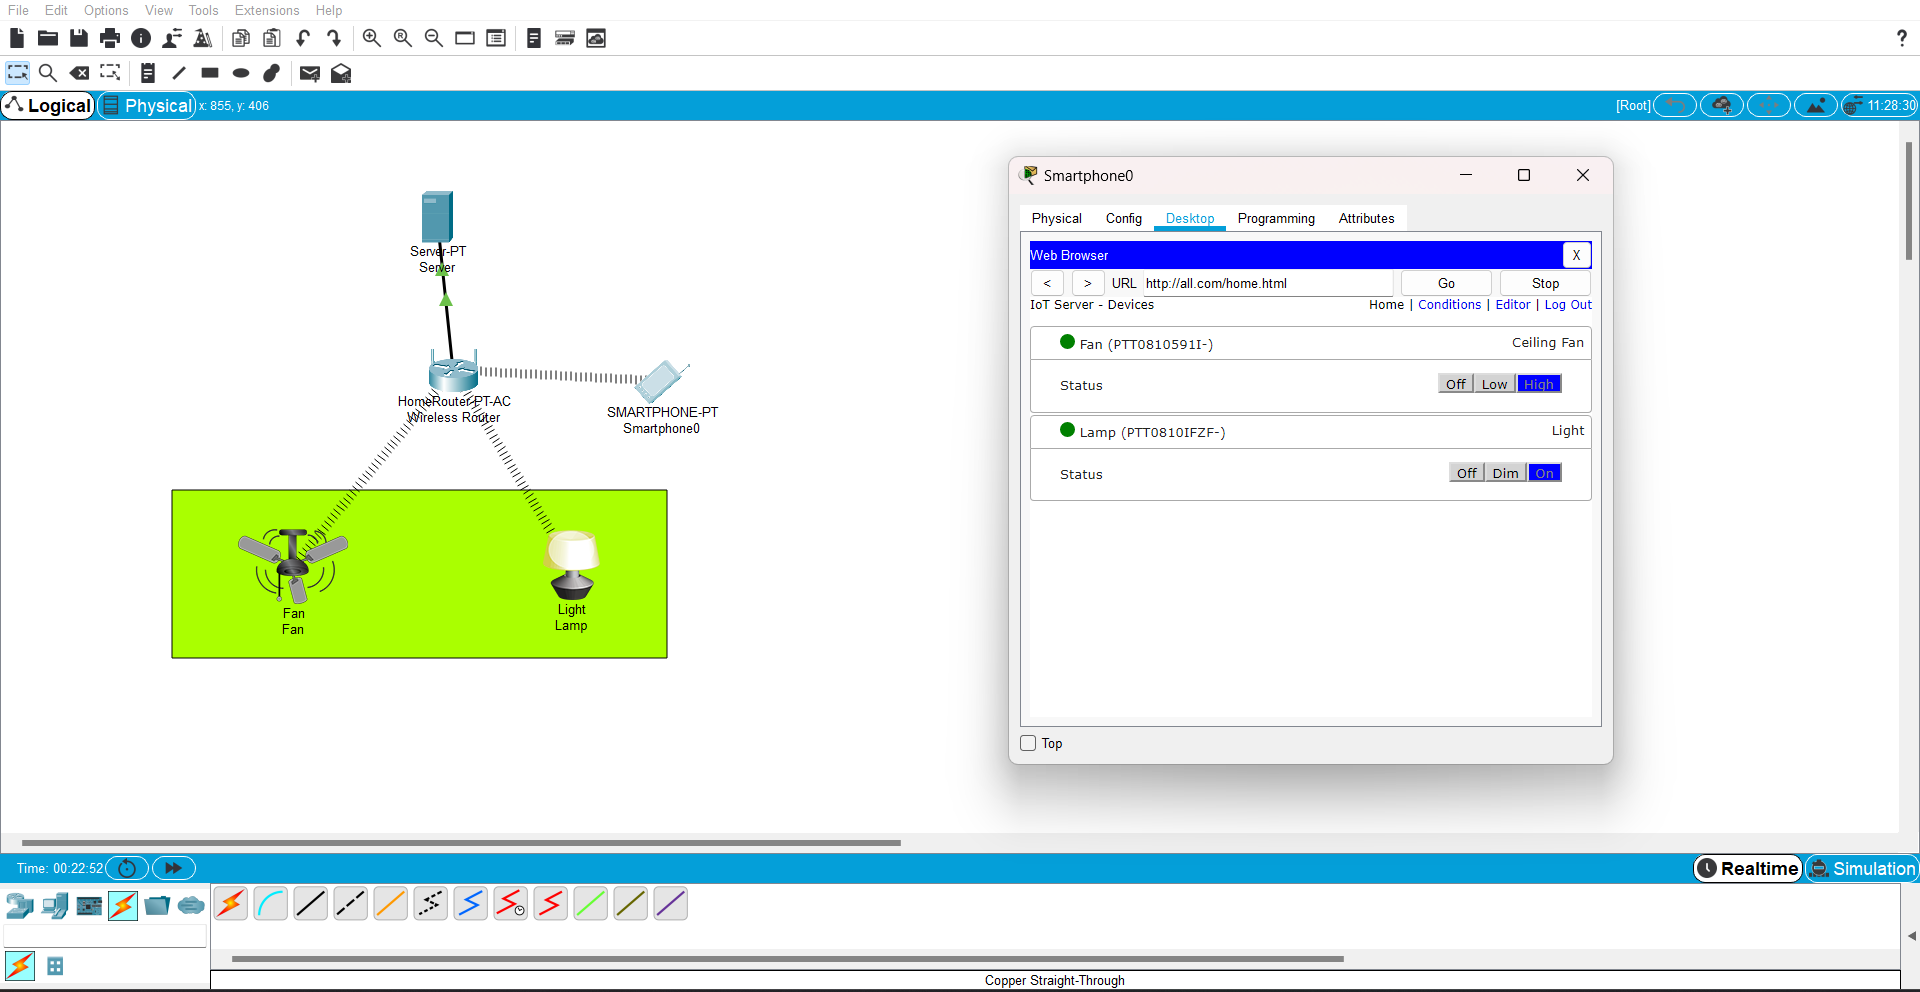 File Edit Options View Tools Extensions Help
?
Logical Physical x: 855, y: 406 [Root] 11:28:30
Server-PT
Server
HomeRouter-PT-AC
Wireless Router
SMARTPHONE-PT
Smartphone0
Fan
Fan
Light
Lamp
Smartphone0
Physical Config Desktop Programming Attributes
Web Browser X
< > URL http://all.com/home.html Go Stop
IoT Server - Devices Home | Conditions | Editor | Log Out
Fan (PTT0810591I-) Ceiling Fan
Status Off Low High
Lamp (PTT0810IFZF-) Light
Status Off Dim On
Top
Time: 00:22:52 Realtime Simulation
Copper Straight-Through